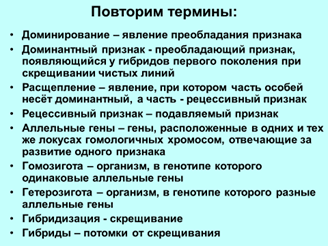 Повторим термины:
• Доминирование – явление преобладания признака
• Доминантный признак - преобладающий признак,
появляющийся у гибридов первого поколения при
скрещивании чистых линий
• Расщепление – явление, при котором часть особей
несёт доминантный, а часть - рецессивный признак
• Рецессивный признак – подавляемый признак
• Аллельные гены – гены, расположенные в одних и тех
же локусах гомологичных хромосом, отвечающие за
развитие одного признака
• Гомозигота – организм, в генотипе которого
одинаковые аллельные гены
• Гетерозигота – организм, в генотипе которого разные
аллельные гены
• Гибридизация - скрещивание
• Гибриды – потомки от скрещивания